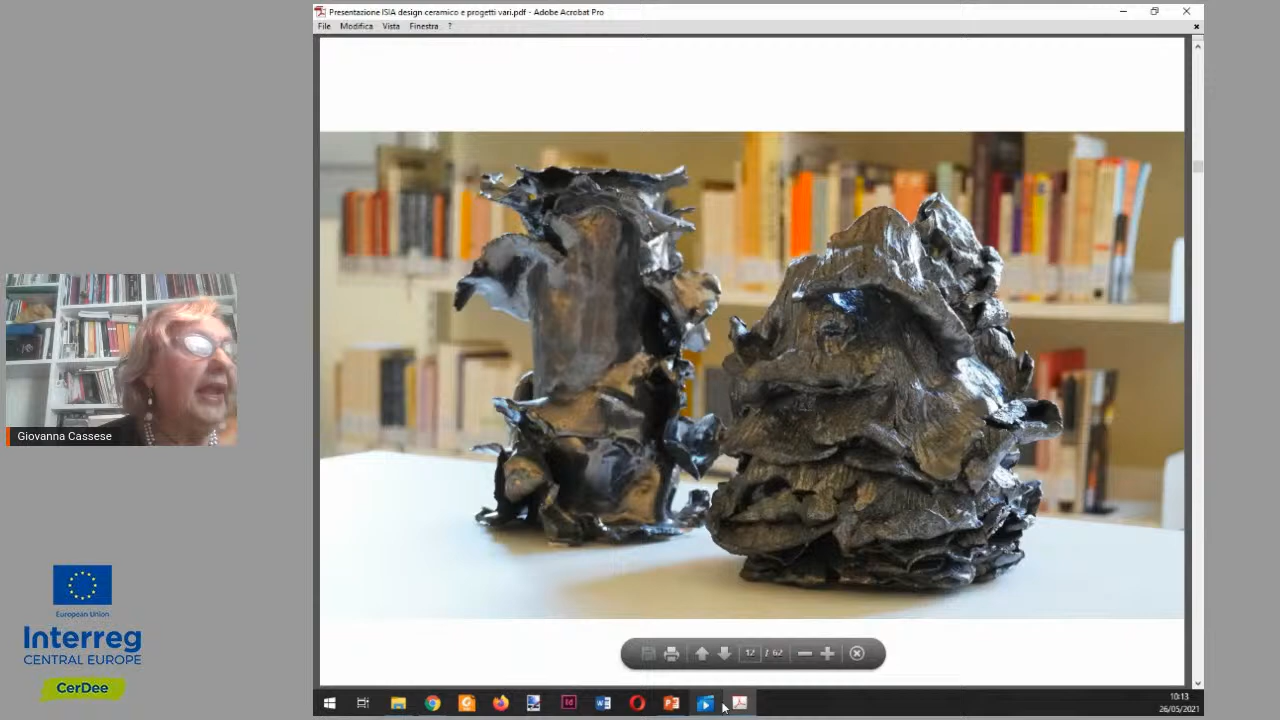 Presentazione ISIA design ceramico e progetti vari.pdf - Adobe Acrobat Pro
File Modifica Vista Finestra ?
Giovanna Cassese
European Union
Interreg
CENTRAL EUROPE
CerDee
12 / 62
10:13
26/05/2021